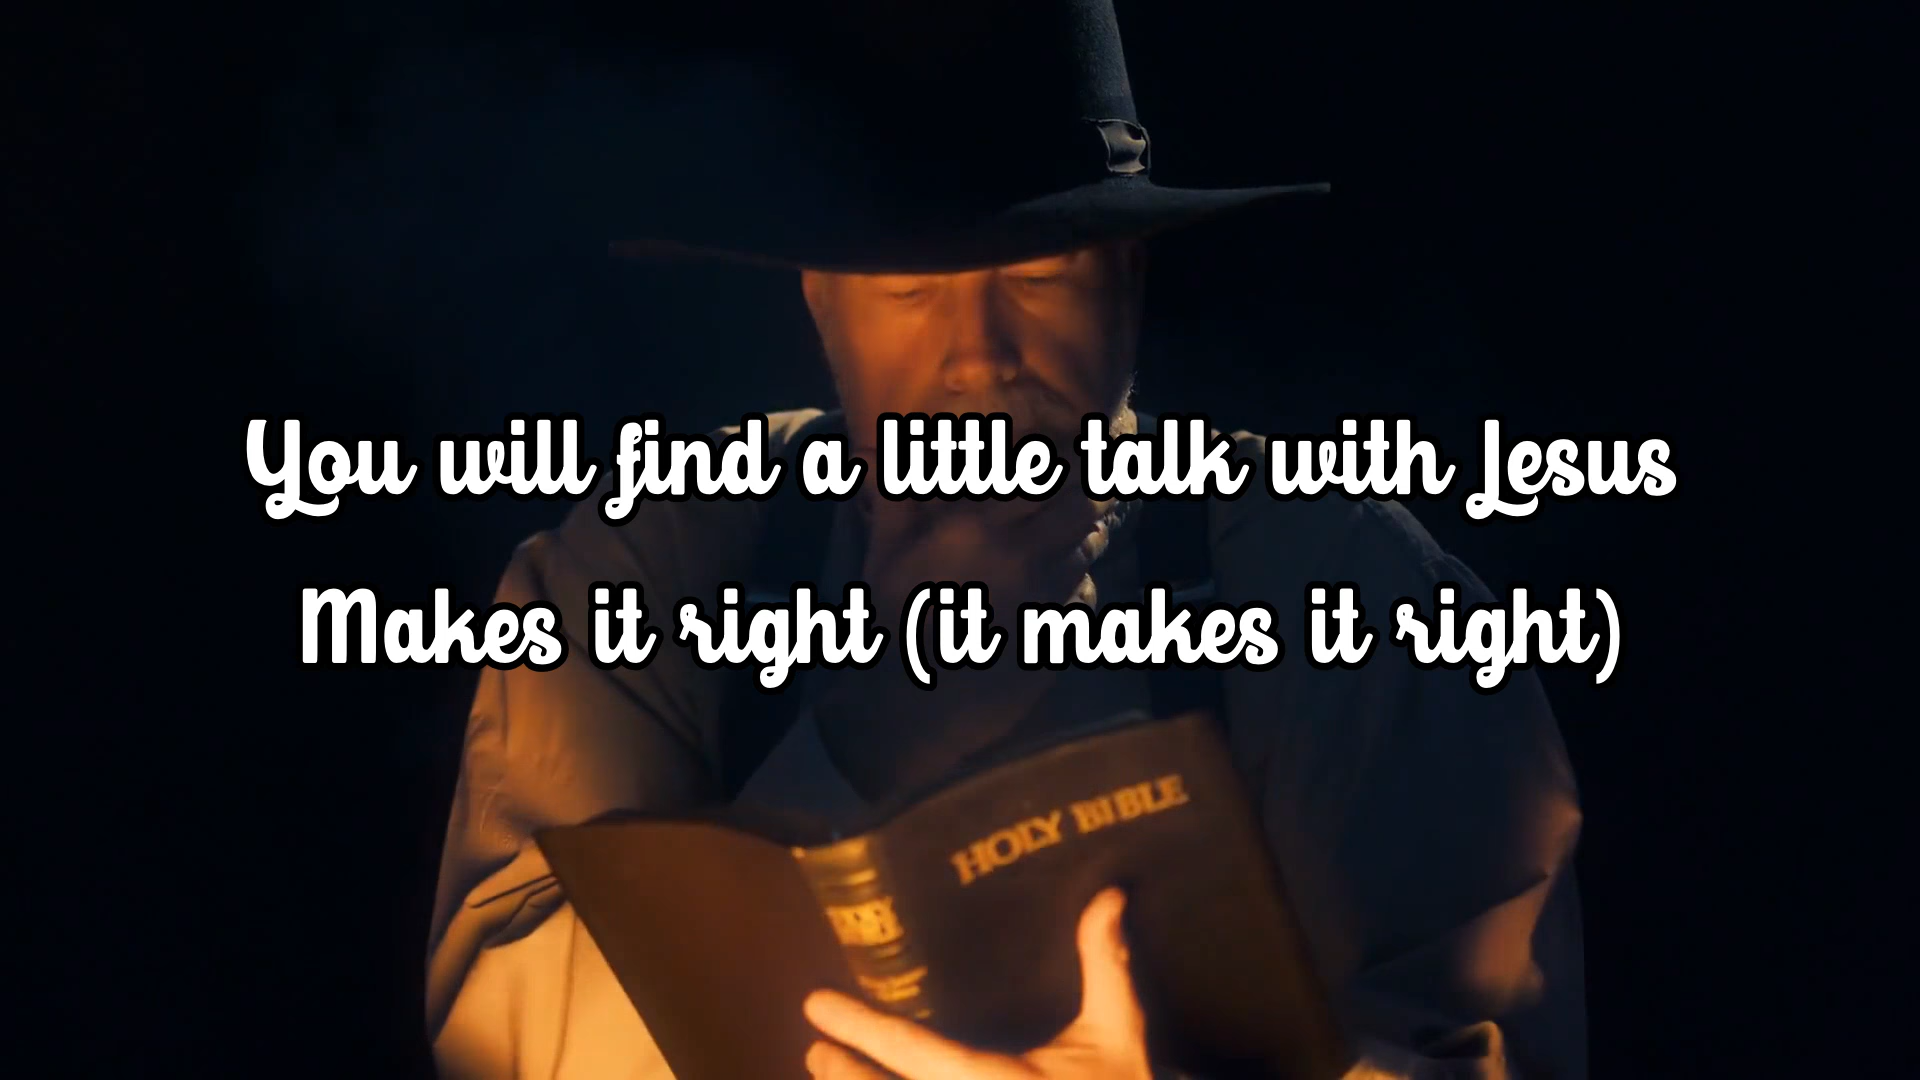 You will find a little talk with Jesus
Makes it right (it makes it right)
HOLY BIBLE